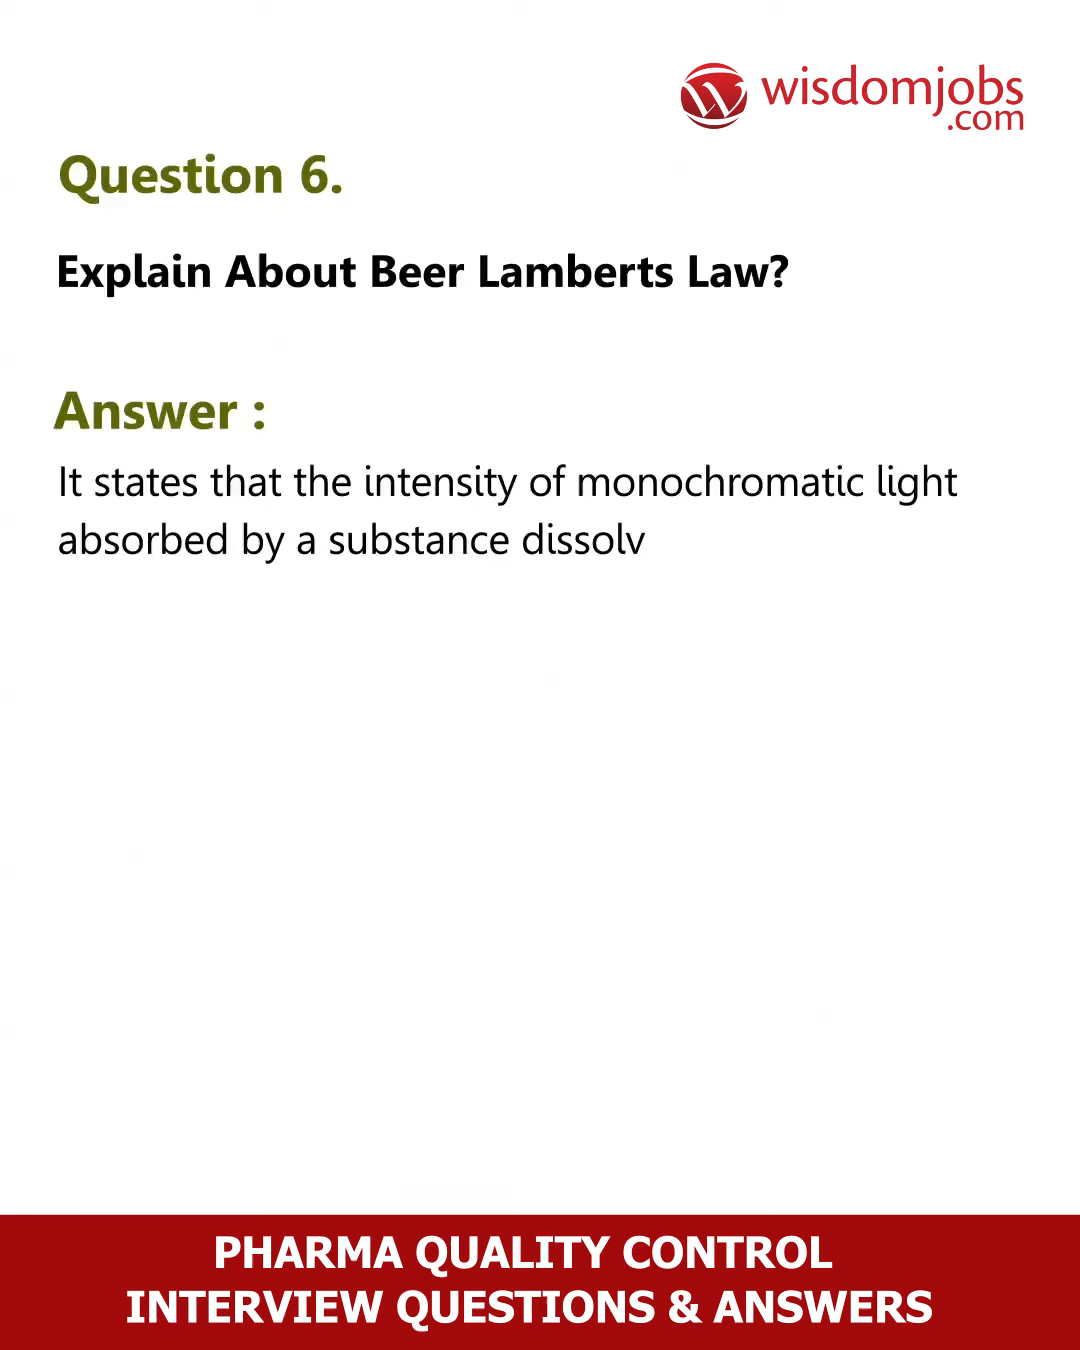 wisdomjobs
.com
Question 6.
Explain About Beer Lamberts Law?
Answer :
It states that the intensity of monochromatic light
absorbed by a substance dissolv
PHARMA QUALITY CONTROL
INTERVIEW QUESTIONS & ANSWERS